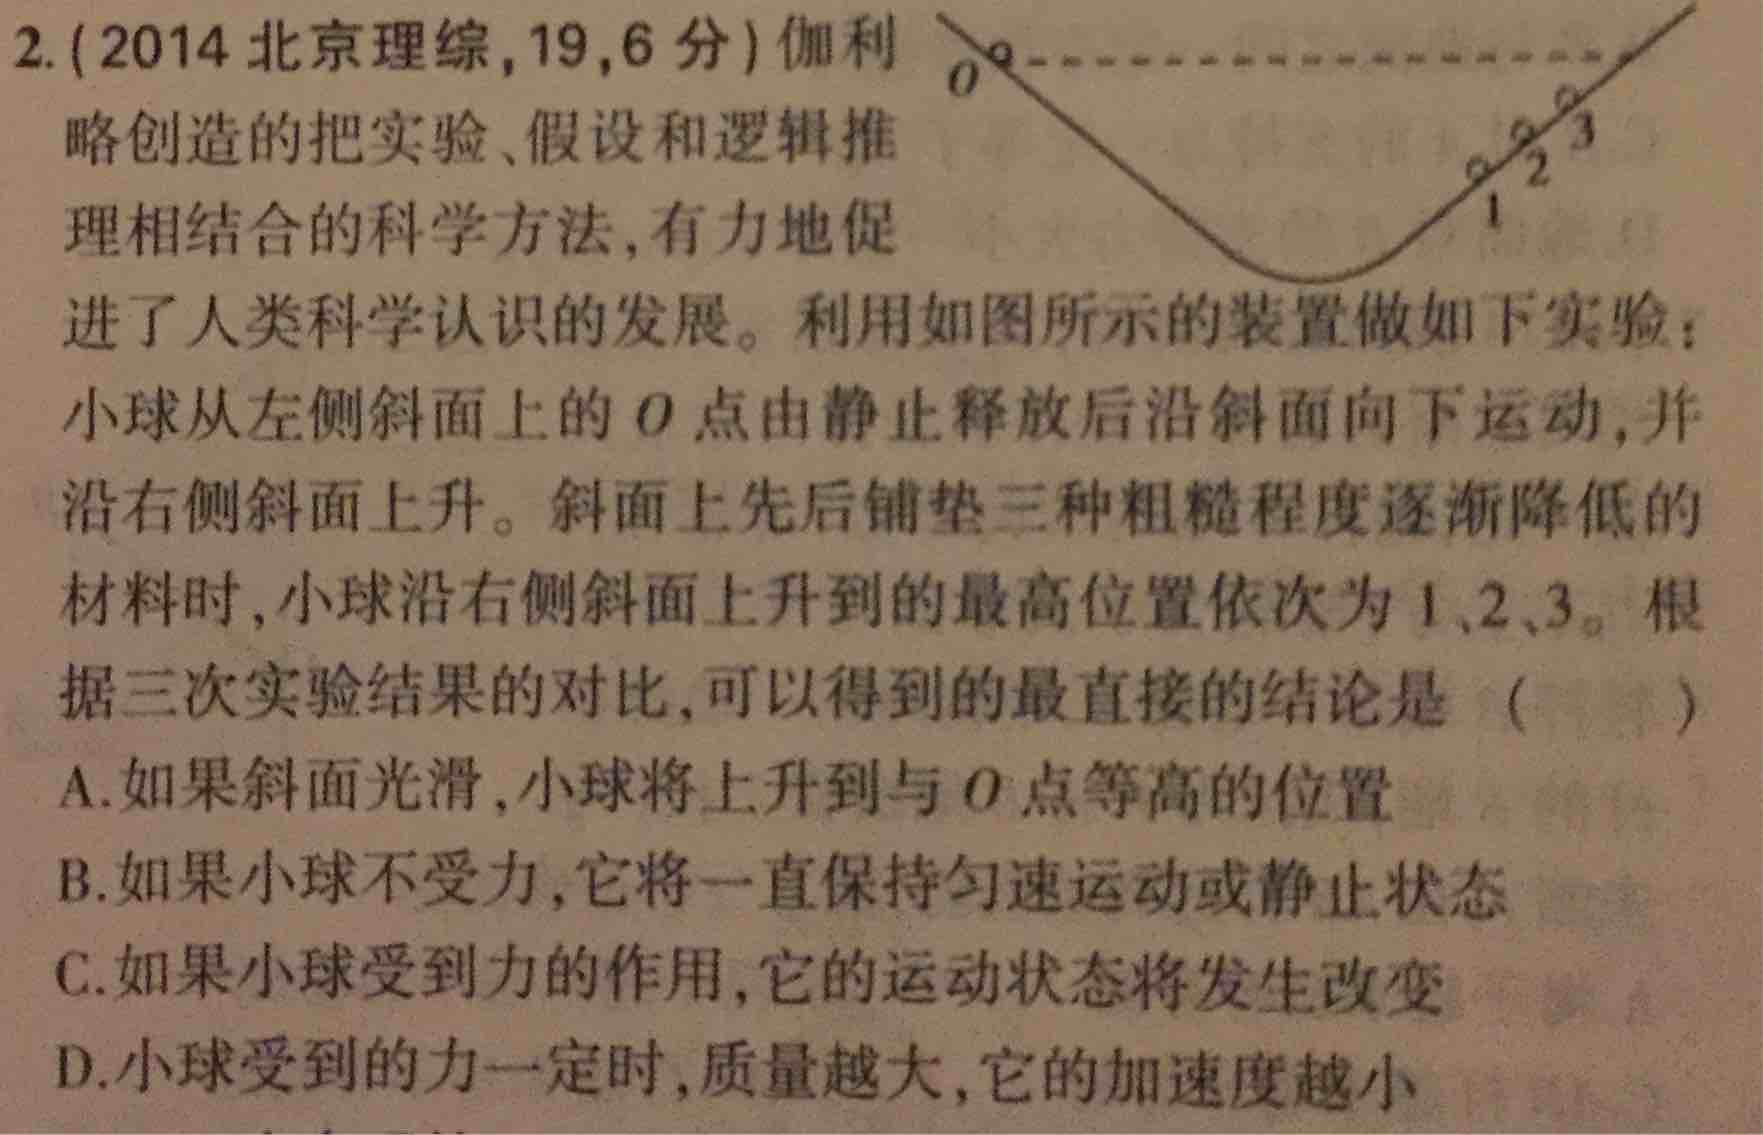 2.(2014 北京理综,19,6 分)伽利
略创造的把实验、假设和逻辑推
理相结合的科学方法,有力地促
进了人类科学认识的发展。利用如图所示的装置做如下实验:
小球从左侧斜面上的 O 点由静止释放后沿斜面向下运动,并
沿右侧斜面上升。斜面上先后铺垫三种粗糙程度逐渐降低的
材料时,小球沿右侧斜面上升到的最高位置依次为 1、2、3。根
据三次实验结果的对比,可以得到的最直接的结论是 ( )
A.如果斜面光滑,小球将上升到与 O 点等高的位置
B.如果小球不受力,它将一直保持匀速运动或静止状态
C.如果小球受到力的作用,它的运动状态将发生改变
D.小球受到的力一定时,质量越大,它的加速度越小
O
3
2
1